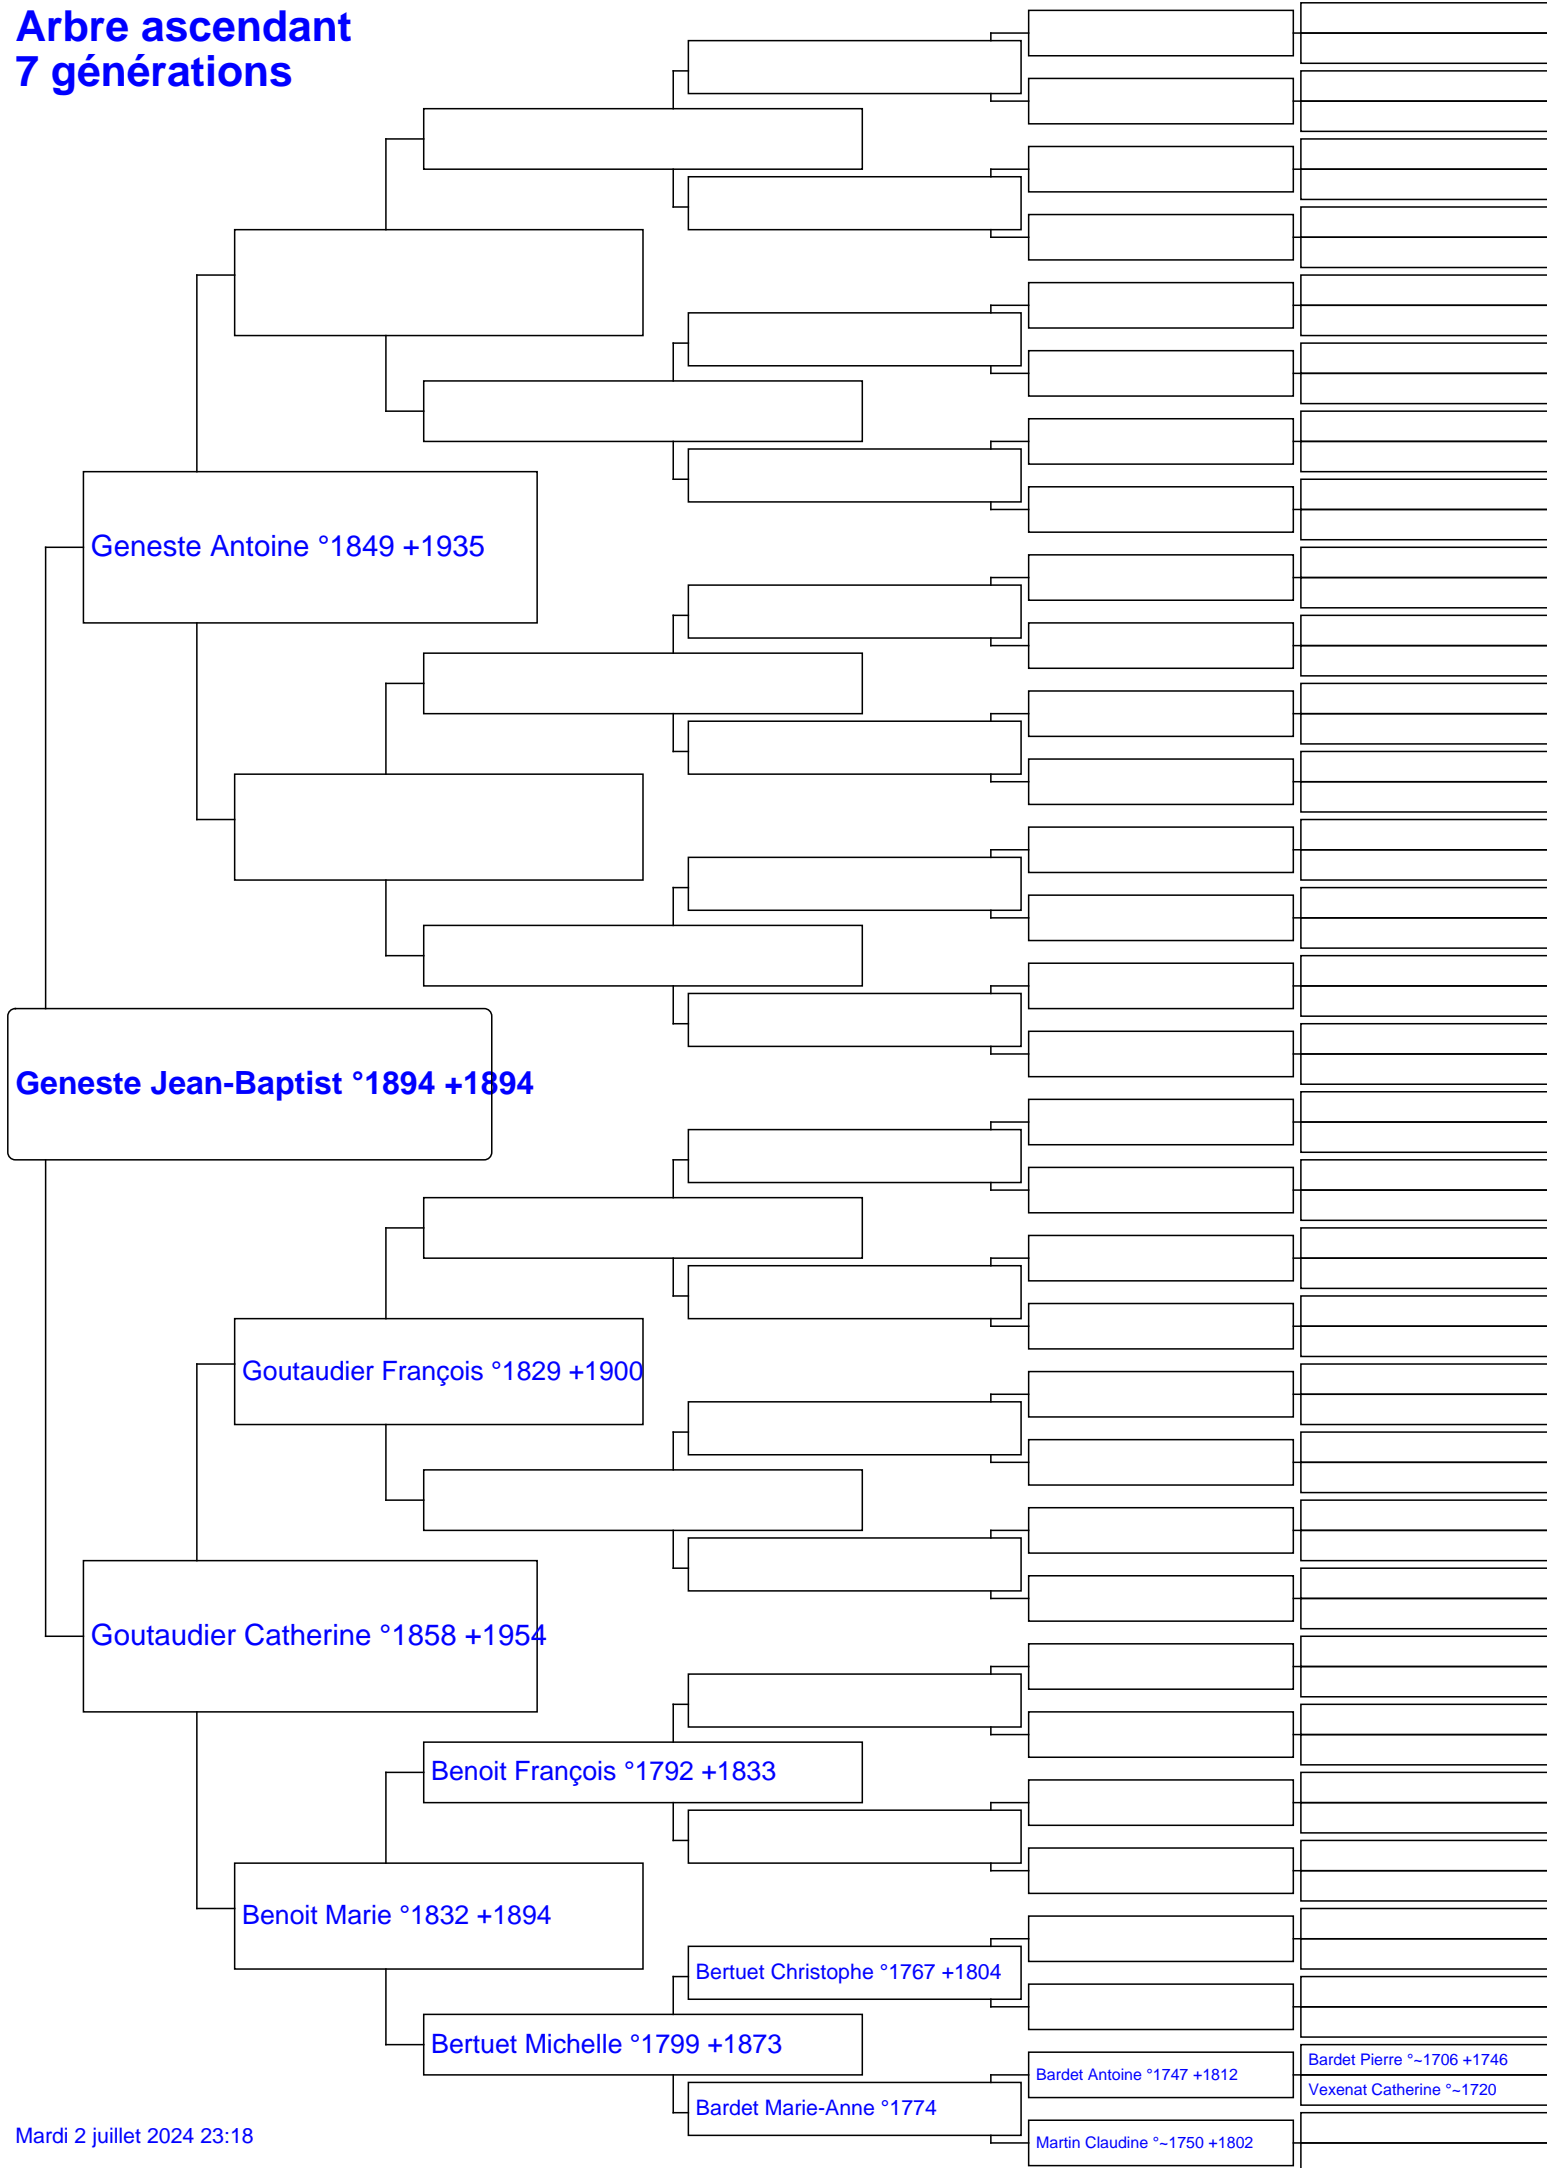 Arbre ascendant
7 générations
Geneste Antoine °1849 +1935
Geneste Jean-Baptist °1894 +1894
Goutaudier François °1829 +1900
Goutaudier Catherine °1858 +1954
Benoit François °1792 +1833
Benoit Marie °1832 +1894
Bertuet Christophe °1767 +1804
Bertuet Michelle °1799 +1873
Bardet Pierre °~1706 +1746
Bardet Antoine °1747 +1812
Vexenat Catherine °~1720
Bardet Marie-Anne °1774
Martin Claudine °~1750 +1802
Mardi 2 juillet 2024 23:18